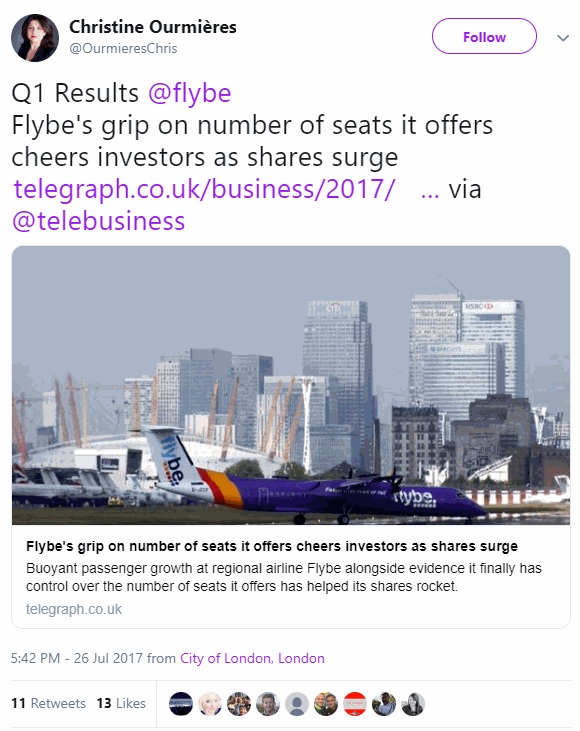 Christine Ourmières
@OurmieresChris
Follow
Q1 Results @flybe
Flybe's grip on number of seats it offers
cheers investors as shares surge
telegraph.co.uk/business/2017/ … via
@telebusiness
citi
HSBC
BARCLAYS
flybe.
flybe.
Flybe's grip on number of seats it offers cheers investors as shares surge
Buoyant passenger growth at regional airline Flybe alongside evidence it finally has
control over the number of seats it offers has helped its shares rocket.
telegraph.co.uk
5:42 PM - 26 Jul 2017 from City of London, London
11 Retweets 13 Likes